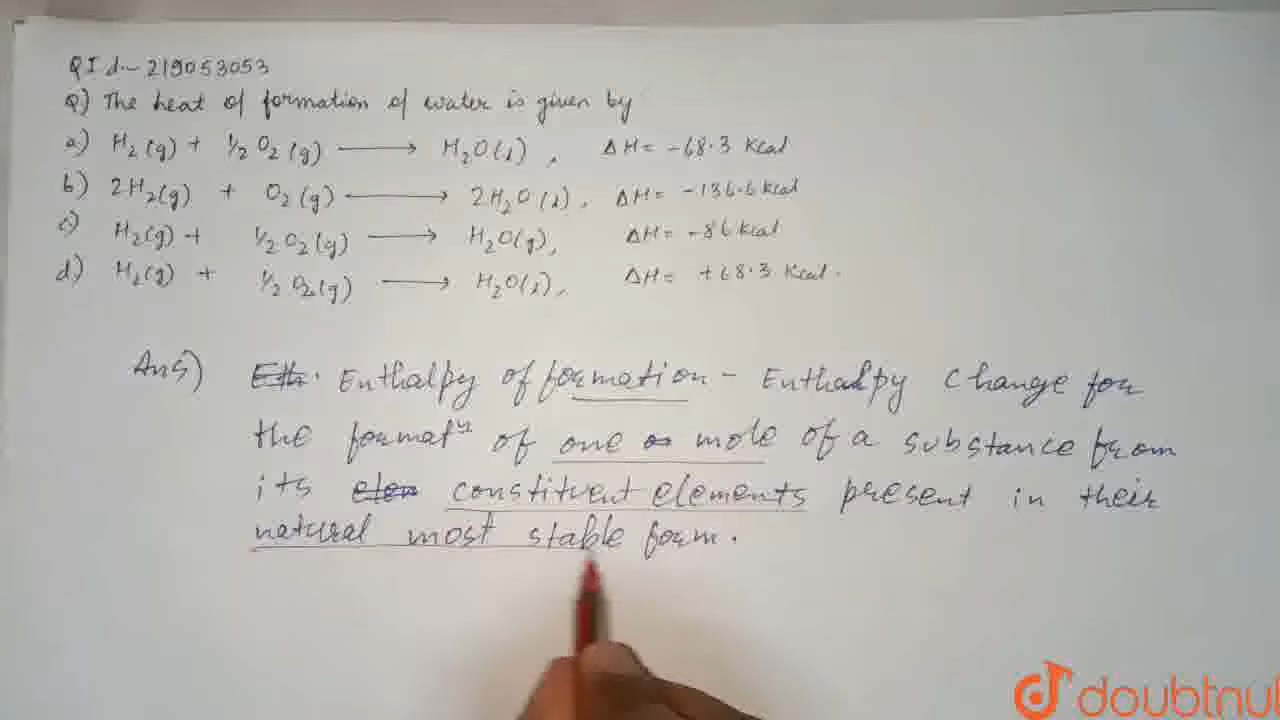 QId~219053053
Q) The heat of formation of water is given by
a) H₂(g) + 1/2 O₂(g) ⟶ H₂O(l), ΔH= -68.3 Kcal
b) 2H₂(g) + O₂(g) ⟶ 2H₂O(l), ΔH= -136.6 Kcal
c) H₂(g)+ 1/2 O₂(g) ⟶ H₂O(g), ΔH= -86 Kcal
d) H₂(g) + 1/2 O₂(g) ⟶ H₂O(l), ΔH= +68.3 Kcal.
Ans) Enthalpy of formation - Enthalpy Change for
the formatⁿ of one mole of a substance from
its constituent elements present in their
natural most stable form.
doubtnut